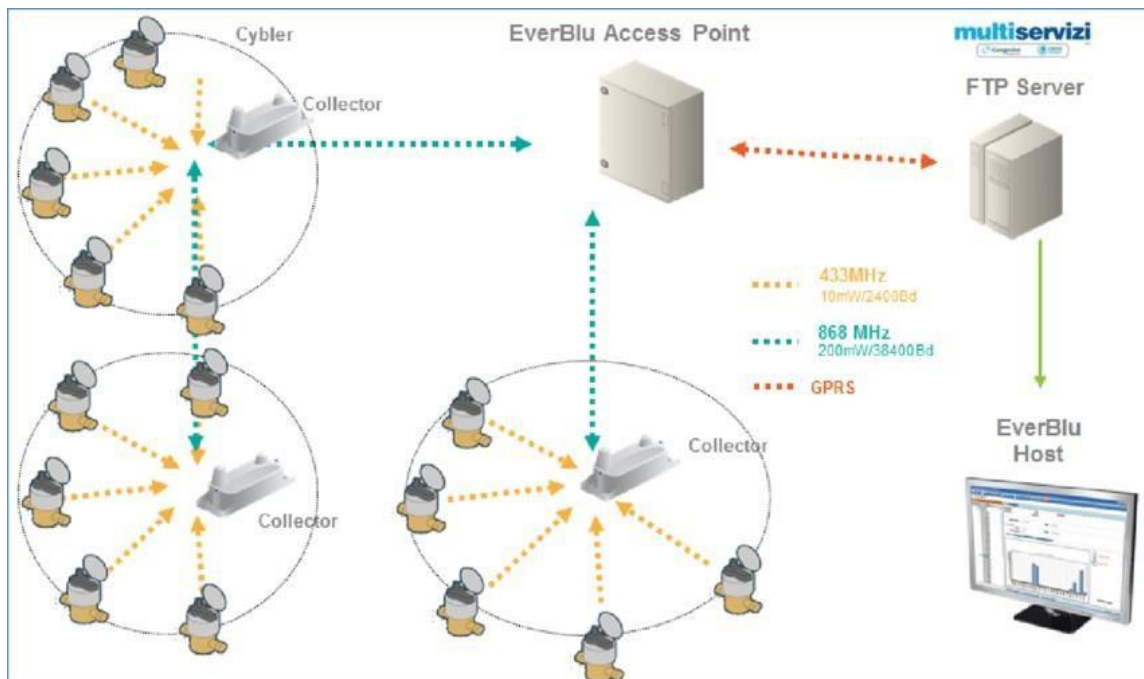 Cybler
EverBlu Access Point
multiservizi
Collector
FTP Server
433MHz
10mW/2400Bd
868 MHz
200mW/38400Bd
GPRS
Collector
EverBlu
Host
Collector